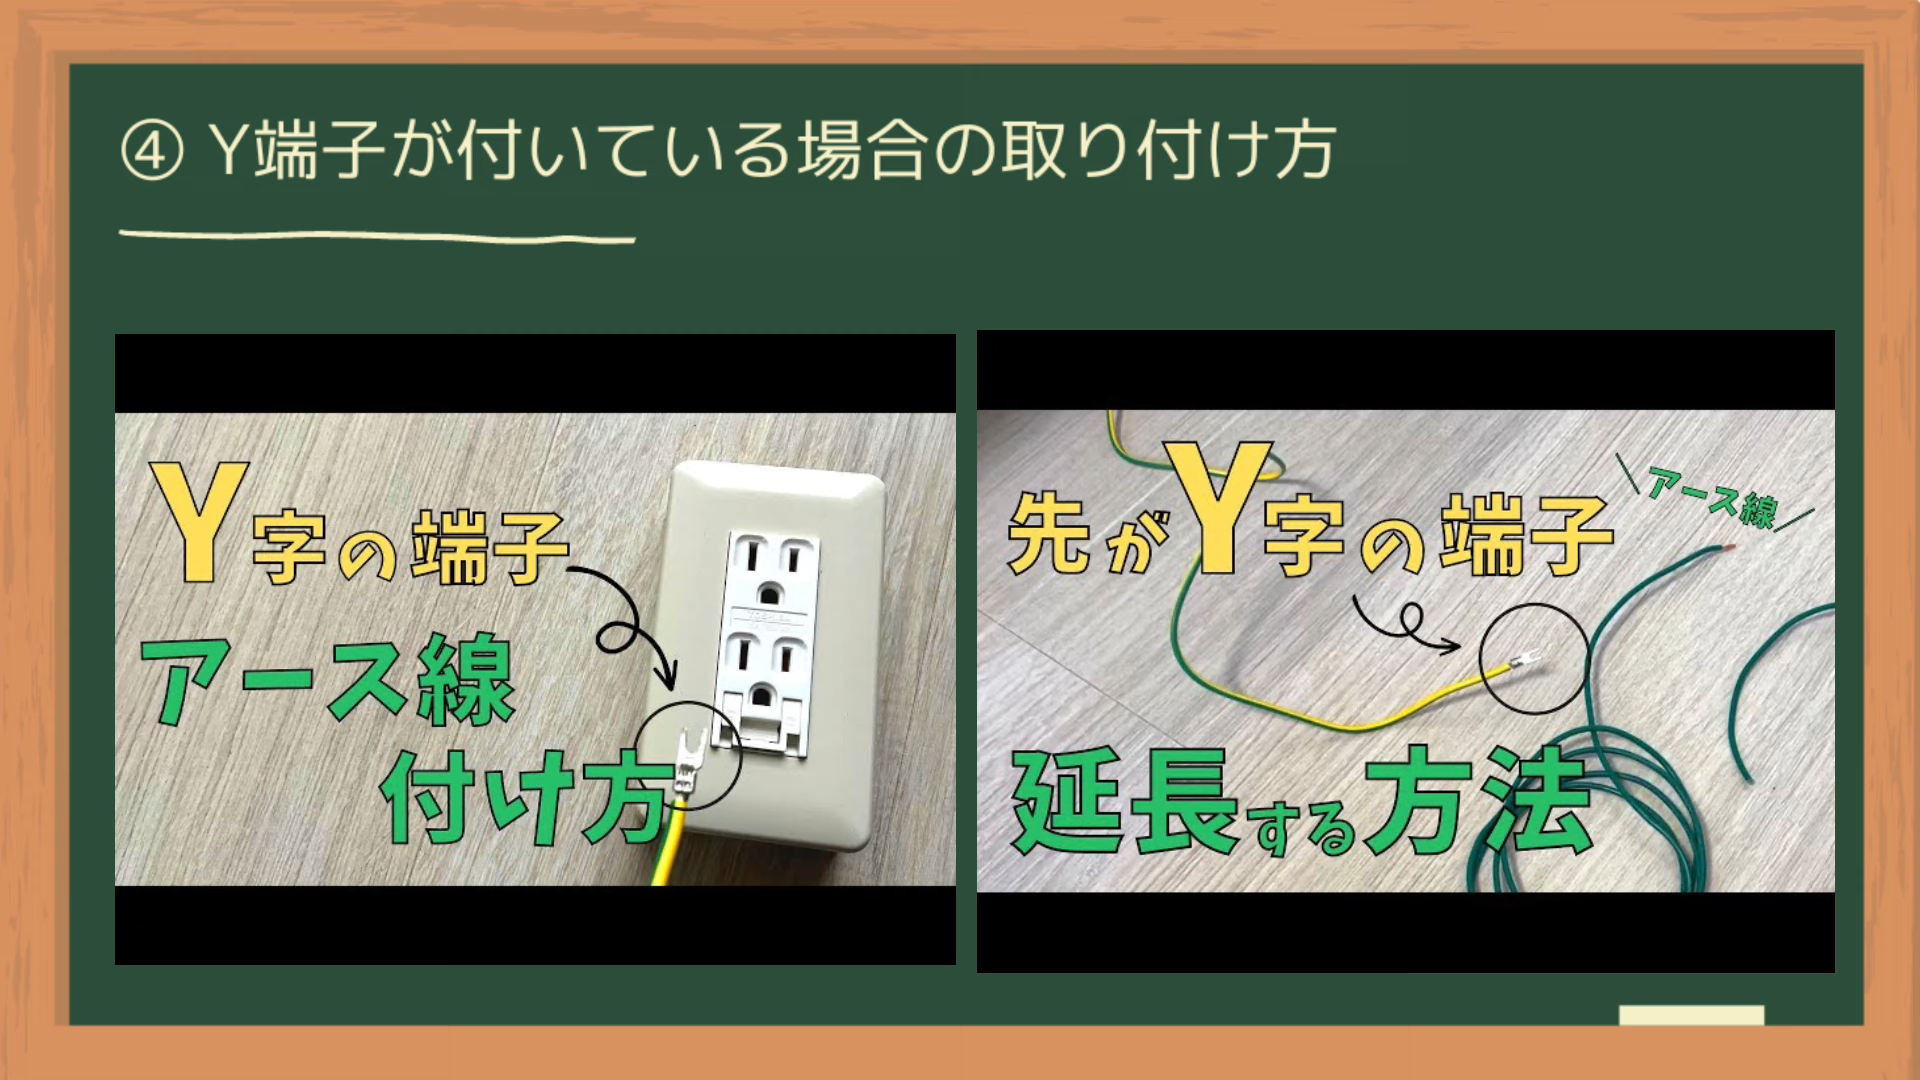 ④ Y端子が付いている場合の取り付け方
Y字の端子
アース線
付け方
アース線
先がY字の端子
延長する方法